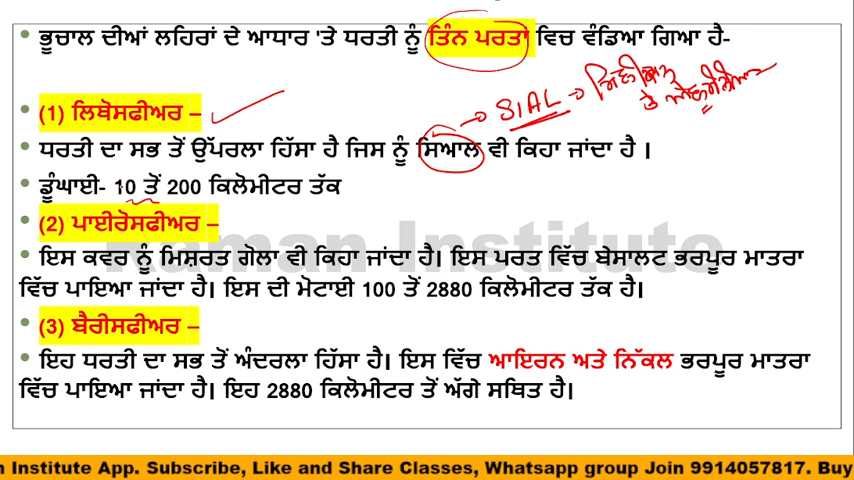 ਭੂਚਾਲ ਦੀਆਂ ਲਹਿਰਾਂ ਦੇ ਆਧਾਰ 'ਤੇ ਧਰਤੀ ਨੂੰ ਤਿੰਨ ਪਰਤਾਂ ਵਿਚ ਵੰਡਿਆ ਗਿਆ ਹੈ-
(1) ਲਿਥੋਸਫੀਅਰ –
SIAL
ਧਰਤੀ ਦਾ ਸਭ ਤੋਂ ਉੱਪਰਲਾ ਹਿੱਸਾ ਹੈ ਜਿਸ ਨੂੰ ਸਿਆਲ ਵੀ ਕਿਹਾ ਜਾਂਦਾ ਹੈ ।
ਡੂੰਘਾਈ- 10 ਤੋਂ 200 ਕਿਲੋਮੀਟਰ ਤੱਕ
(2) ਪਾਈਰੋਸਫੀਅਰ –
Raman Institute
ਇਸ ਕਵਰ ਨੂੰ ਮਿਸ਼ਰਤ ਗੋਲਾ ਵੀ ਕਿਹਾ ਜਾਂਦਾ ਹੈ। ਇਸ ਪਰਤ ਵਿੱਚ ਬੇਸਾਲਟ ਭਰਪੂਰ ਮਾਤਰਾ
ਵਿੱਚ ਪਾਇਆ ਜਾਂਦਾ ਹੈ। ਇਸ ਦੀ ਮੋਟਾਈ 100 ਤੋਂ 2880 ਕਿਲੋਮੀਟਰ ਤੱਕ ਹੈ।
(3) ਬੈਰੀਸਫੀਅਰ –
ਇਹ ਧਰਤੀ ਦਾ ਸਭ ਤੋਂ ਅੰਦਰਲਾ ਹਿੱਸਾ ਹੈ। ਇਸ ਵਿੱਚ ਆਇਰਨ ਅਤੇ ਨਿੱਕਲ ਭਰਪੂਰ ਮਾਤਰਾ
ਵਿੱਚ ਪਾਇਆ ਜਾਂਦਾ ਹੈ। ਇਹ 2880 ਕਿਲੋਮੀਟਰ ਤੋਂ ਅੱਗੇ ਸਥਿਤ ਹੈ।
n Institute App. Subscribe, Like and Share Classes, Whatsapp group Join 9914057817. Buy